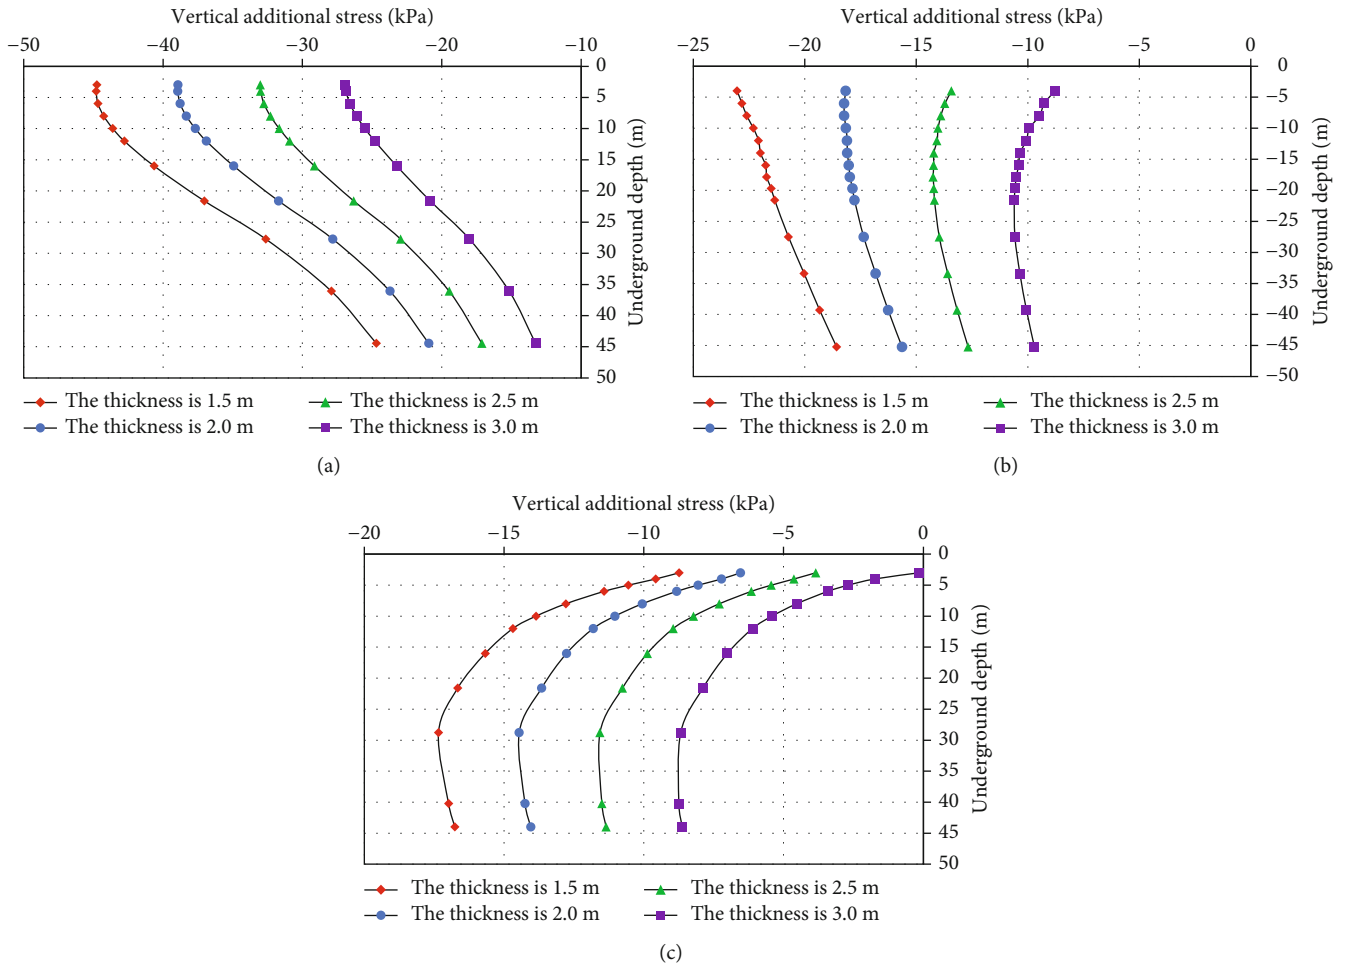 Vertical additional stress (kPa)
−50 −40 −30 −20 −10
0
5
10
15
20
25
30
35
40
45
50
Underground depth (m)
The thickness is 1.5 m
The thickness is 2.5 m
The thickness is 2.0 m
The thickness is 3.0 m
(a)
Vertical additional stress (kPa)
−25 −20 −15 −10 −5 0
0
−5
−10
−15
−20
−25
−30
−35
−40
−45
−50
Underground depth (m)
The thickness is 1.5 m
The thickness is 2.5 m
The thickness is 2.0 m
The thickness is 3.0 m
(b)
Vertical additional stress (kPa)
−20 −15 −10 −5 0
0
5
10
15
20
25
30
35
40
45
50
Underground depth (m)
The thickness is 1.5 m
The thickness is 2.5 m
The thickness is 2.0 m
The thickness is 3.0 m
(c)